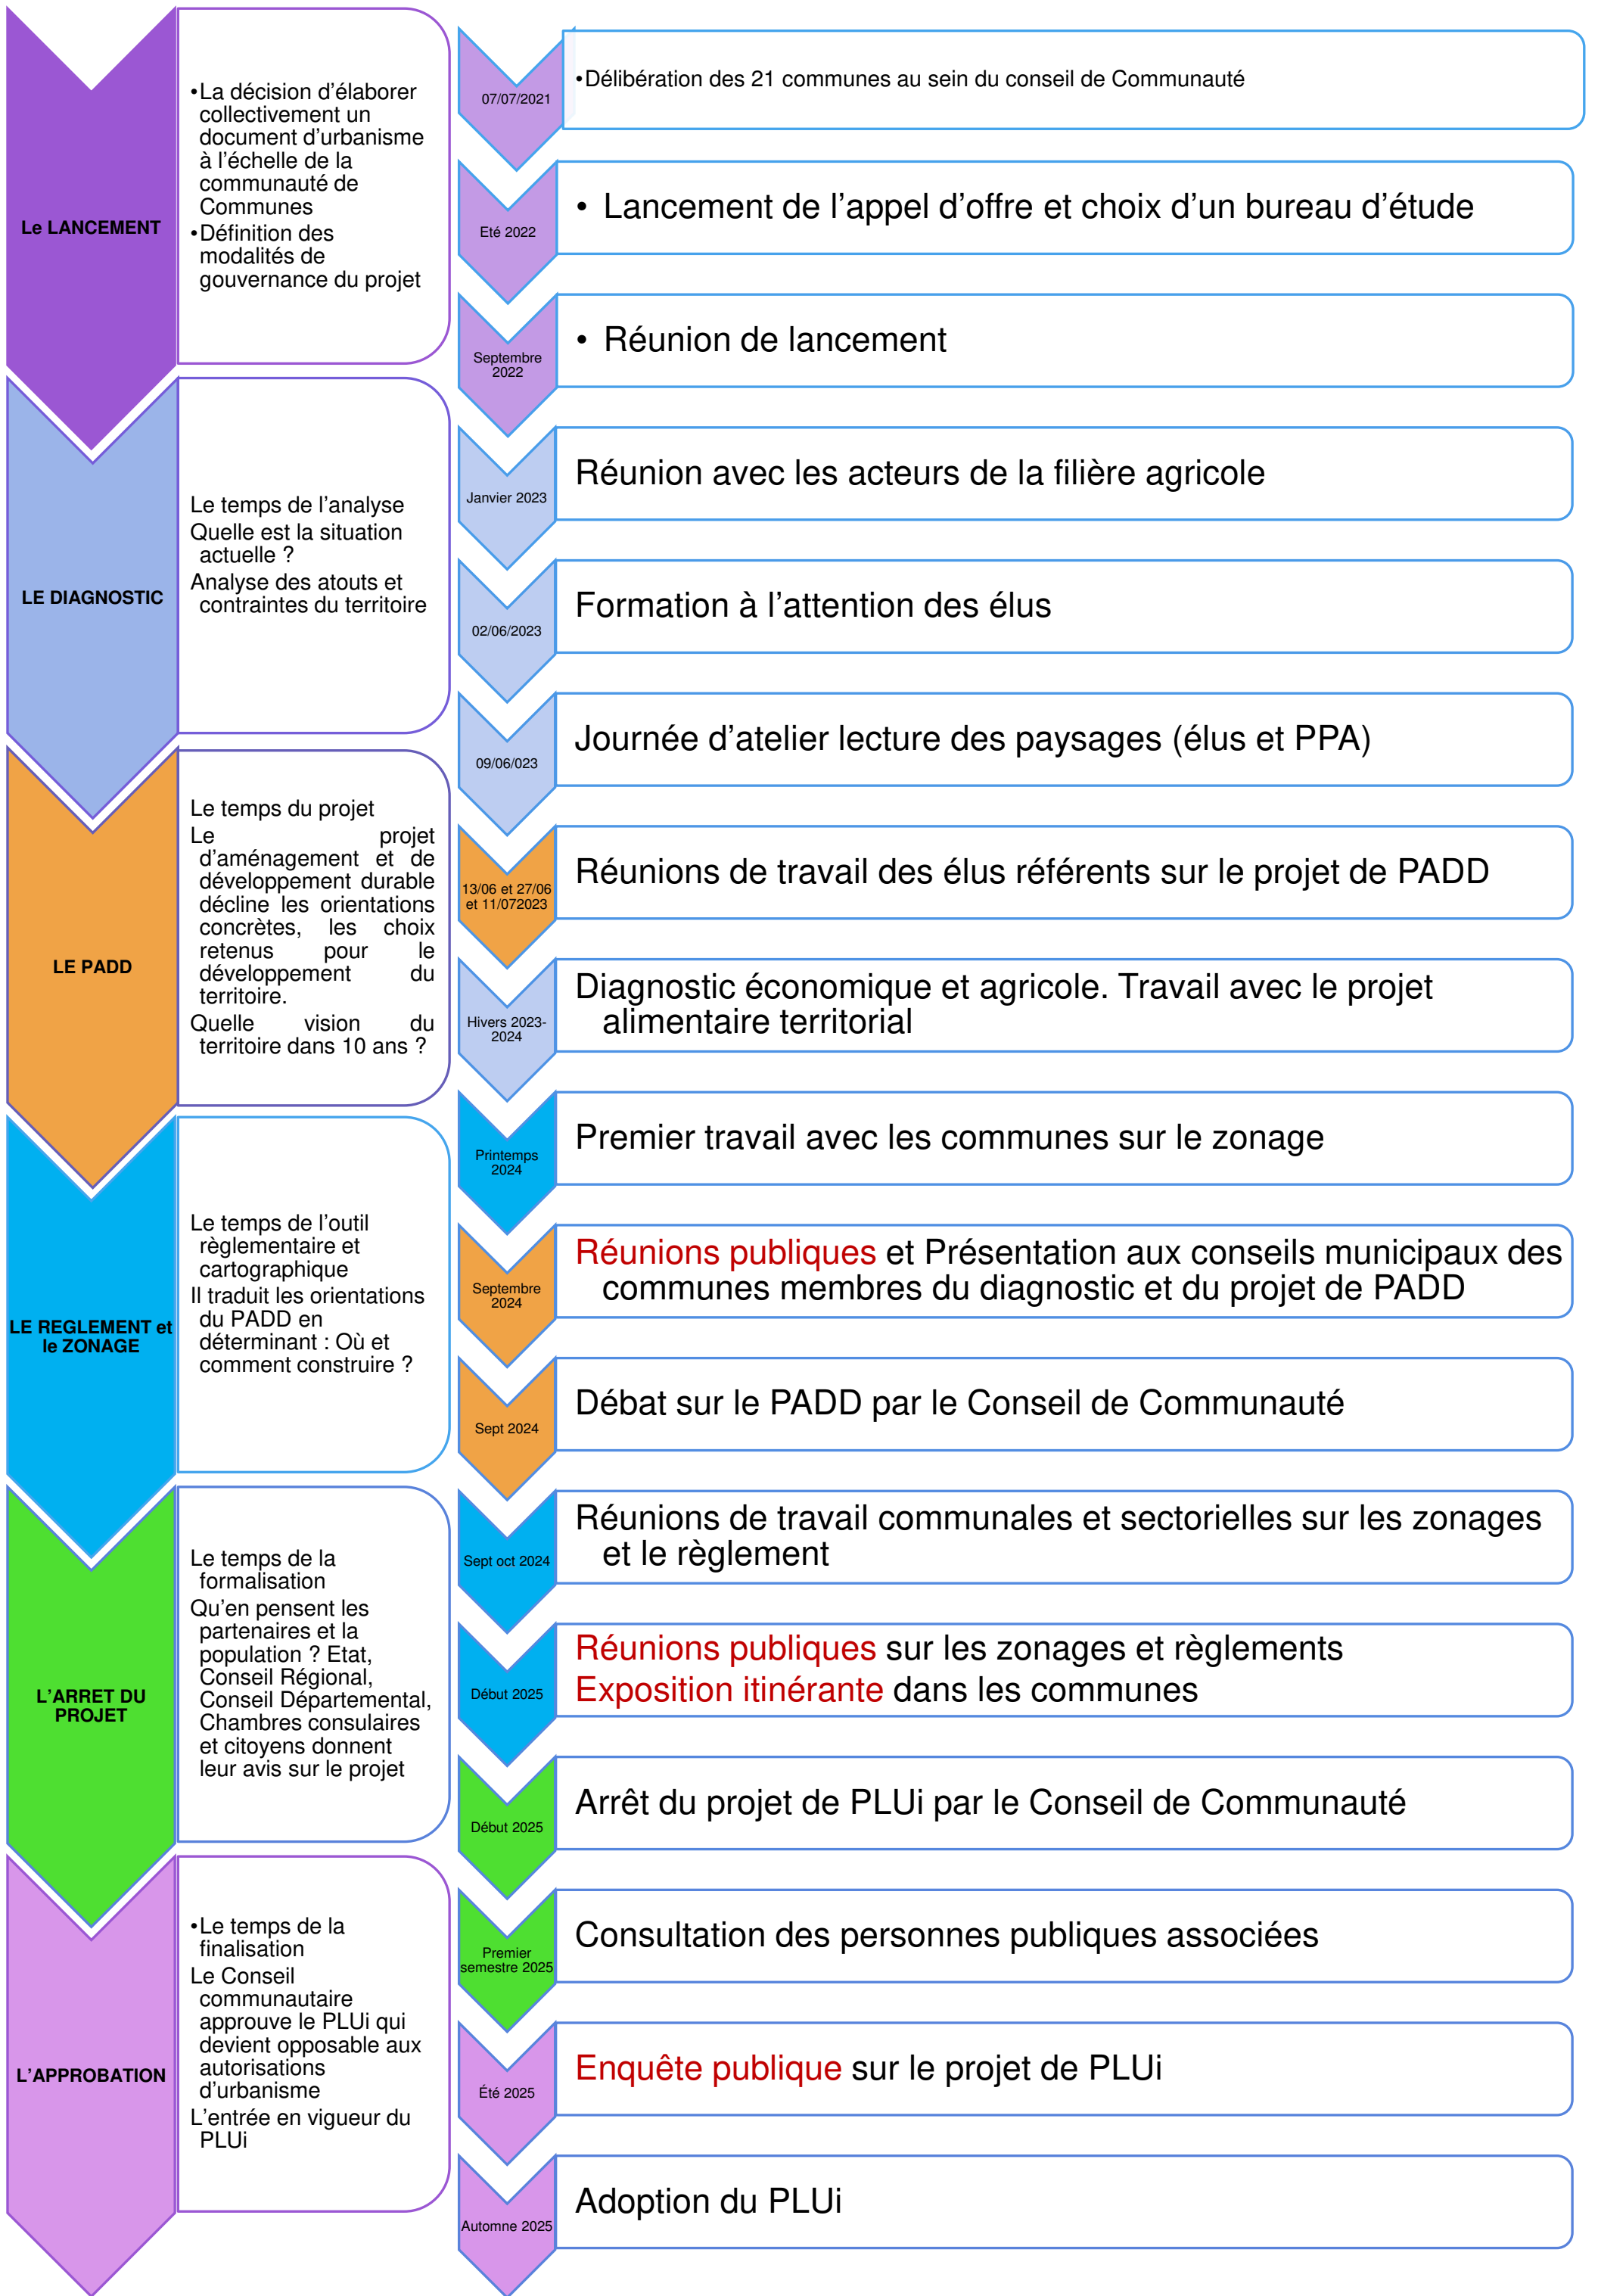 Le LANCEMENT
•La décision d'élaborer
collectivement un
document d'urbanisme
à l'échelle de la
communauté de
Communes
•Définition des
modalités de
gouvernance du projet
LE DIAGNOSTIC
Le temps de l'analyse
Quelle est la situation
actuelle ?
Analyse des atouts et
contraintes du territoire
LE PADD
Le temps du projet
Le projet
d'aménagement et de
développement durable
décline les orientations
concrètes, les choix
retenus pour le
développement du
territoire.
Quelle vision du
territoire dans 10 ans ?
LE REGLEMENT et
le ZONAGE
Le temps de l'outil
règlementaire et
cartographique
Il traduit les orientations
du PADD en
déterminant : Où et
comment construire ?
L'ARRET DU
PROJET
Le temps de la
formalisation
Qu'en pensent les
partenaires et la
population ? Etat,
Conseil Régional,
Conseil Départemental,
Chambres consulaires
et citoyens donnent
leur avis sur le projet
L'APPROBATION
•Le temps de la
finalisation
Le Conseil
communautaire
approuve le PLUi qui
devient opposable aux
autorisations
d'urbanisme
L'entrée en vigueur du
PLUi
07/07/2021
•Délibération des 21 communes au sein du conseil de Communauté
Eté 2022
• Lancement de l'appel d'offre et choix d'un bureau d'étude
Septembre
2022
• Réunion de lancement
Janvier 2023
Réunion avec les acteurs de la filière agricole
02/06/2023
Formation à l'attention des élus
09/06/023
Journée d'atelier lecture des paysages (élus et PPA)
13/06 et 27/06
et 11/072023
Réunions de travail des élus référents sur le projet de PADD
Hivers 2023-
2024
Diagnostic économique et agricole. Travail avec le projet
alimentaire territorial
Printemps
2024
Premier travail avec les communes sur le zonage
Septembre
2024
Réunions publiques et Présentation aux conseils municipaux des
communes membres du diagnostic et du projet de PADD
Sept 2024
Débat sur le PADD par le Conseil de Communauté
Sept oct 2024
Réunions de travail communales et sectorielles sur les zonages
et le règlement
Début 2025
Réunions publiques sur les zonages et règlements
Exposition itinérante dans les communes
Début 2025
Arrêt du projet de PLUi par le Conseil de Communauté
Premier
semestre 2025
Consultation des personnes publiques associées
Été 2025
Enquête publique sur le projet de PLUi
Automne 2025
Adoption du PLUi